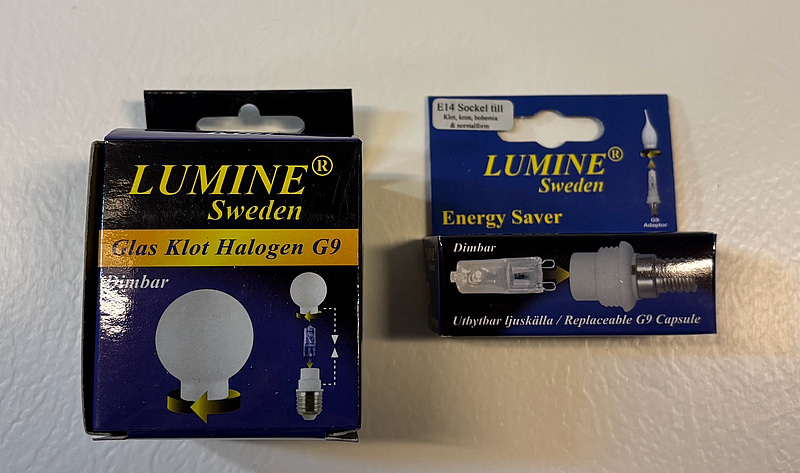 LUMINE®
Sweden
Glas Klot Halogen G9
Dimbar
E14 Sockel till
Klot, kron, bohemia
& normalform
LUMINE®
Sweden
Energy Saver
G9
Adaptor
Dimbar
Utbytbar ljuskälla / Replaceable G9 Capsule